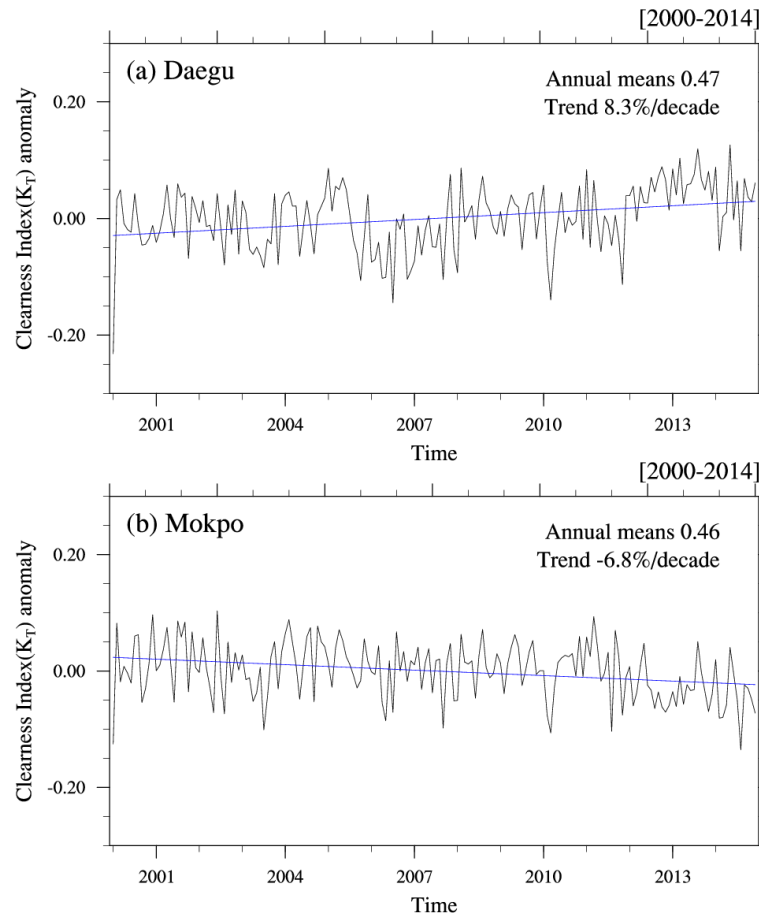 [2000-2014]
(a) Daegu
Annual means 0.47
Trend 8.3%/decade
Clearness Index(K_T) anomaly
0.20
0.00
-0.20
2001 2004 2007 2010 2013
Time
[2000-2014]
(b) Mokpo
Annual means 0.46
Trend -6.8%/decade
Clearness Index(K_T) anomaly
0.20
0.00
-0.20
2001 2004 2007 2010 2013
Time